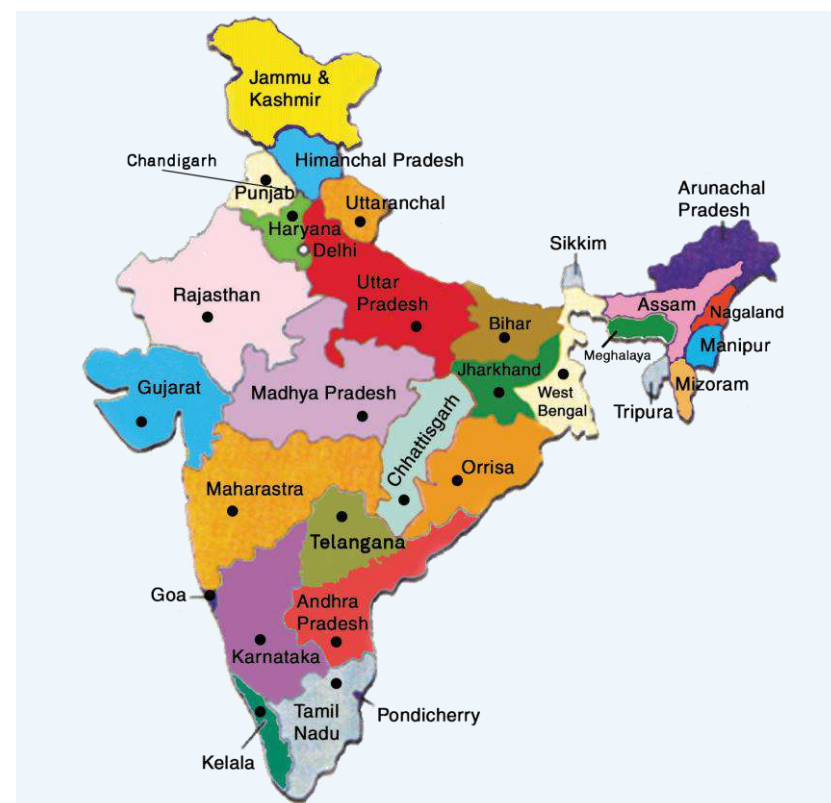 Jammu &
Kashmir
Chandigarh
Himanchal Pradesh
Punjab
Uttaranchal
Arunachal
Pradesh
Haryana
Delhi
Sikkim
Uttar
Pradesh
Rajasthan
Assam
Nagaland
Bihar
Manipur
Meghalaya
Jharkhand
Gujarat
Madhya Pradesh
Mizoram
West
Bengal
Tripura
Chhattisgarh
Orrisa
Maharastra
Telangana
Goa
Andhra
Pradesh
Karnataka
Tamil
Nadu
Pondicherry
Kelala